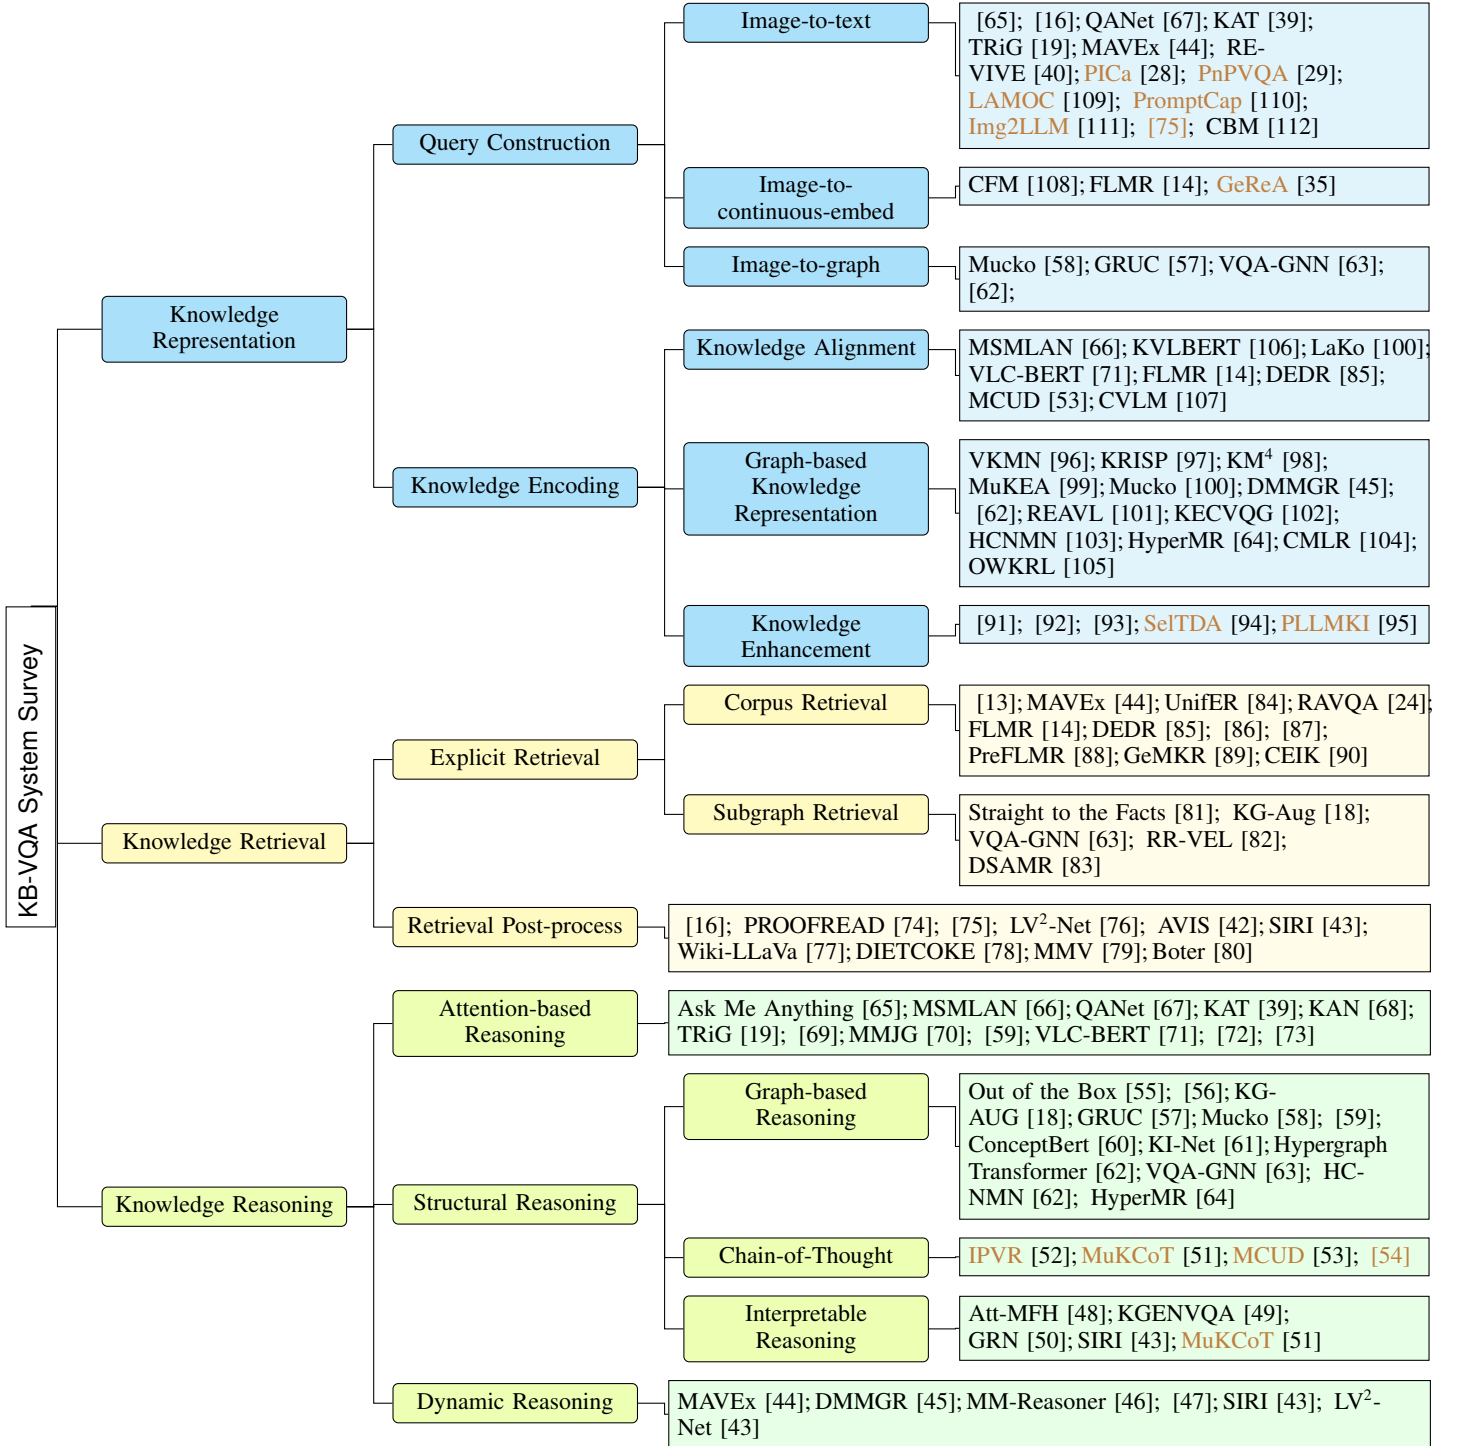 KB-VQA System Survey
Knowledge
Representation
Query Construction
Image-to-text
[65]; [16]; QANet [67]; KAT [39];
TRiG [19]; MAVEx [44]; RE-
VIVE [40]; PICa [28]; PnPVQA [29];
LAMOC [109]; PromptCap [110];
Img2LLM [111]; [75]; CBM [112]
Image-to-
continuous-embed
CFM [108]; FLMR [14]; GeReA [35]
Image-to-graph
Mucko [58]; GRUC [57]; VQA-GNN [63];
[62];
Knowledge Encoding
Knowledge Alignment
MSMLAN [66]; KVLBERT [106]; LaKo [100];
VLC-BERT [71]; FLMR [14]; DEDR [85];
MCUD [53]; CVLM [107]
Graph-based
Knowledge
Representation
VKMN [96]; KRISP [97]; KM⁴ [98];
MuKEA [99]; Mucko [100]; DMMGR [45];
[62]; REAVL [101]; KECVQG [102];
HCNMN [103]; HyperMR [64]; CMLR [104];
OWKRL [105]
Knowledge
Enhancement
[91]; [92]; [93]; SelTDA [94]; PLLMKI [95]
Knowledge Retrieval
Explicit Retrieval
Corpus Retrieval
[13]; MAVEx [44]; UnifER [84]; RAVQA [24];
FLMR [14]; DEDR [85]; [86]; [87];
PreFLMR [88]; GeMKR [89]; CEIK [90]
Subgraph Retrieval
Straight to the Facts [81]; KG-Aug [18];
VQA-GNN [63]; RR-VEL [82];
DSAMR [83]
Retrieval Post-process
[16]; PROOFREAD [74]; [75]; LV²-Net [76]; AVIS [42]; SIRI [43];
Wiki-LLaVa [77]; DIETCOKE [78]; MMV [79]; Boter [80]
Knowledge Reasoning
Attention-based
Reasoning
Ask Me Anything [65]; MSMLAN [66]; QANet [67]; KAT [39]; KAN [68];
TRiG [19]; [69]; MMJG [70]; [59]; VLC-BERT [71]; [72]; [73]
Structural Reasoning
Graph-based
Reasoning
Out of the Box [55]; [56]; KG-
AUG [18]; GRUC [57]; Mucko [58]; [59];
ConceptBert [60]; KI-Net [61]; Hypergraph
Transformer [62]; VQA-GNN [63]; HC-
NMN [62]; HyperMR [64]
Chain-of-Thought
IPVR [52]; MuKCoT [51]; MCUD [53]; [54]
Interpretable
Reasoning
Att-MFH [48]; KGENVQA [49];
GRN [50]; SIRI [43]; MuKCoT [51]
Dynamic Reasoning
MAVEx [44]; DMMGR [45]; MM-Reasoner [46]; [47]; SIRI [43]; LV²-
Net [43]